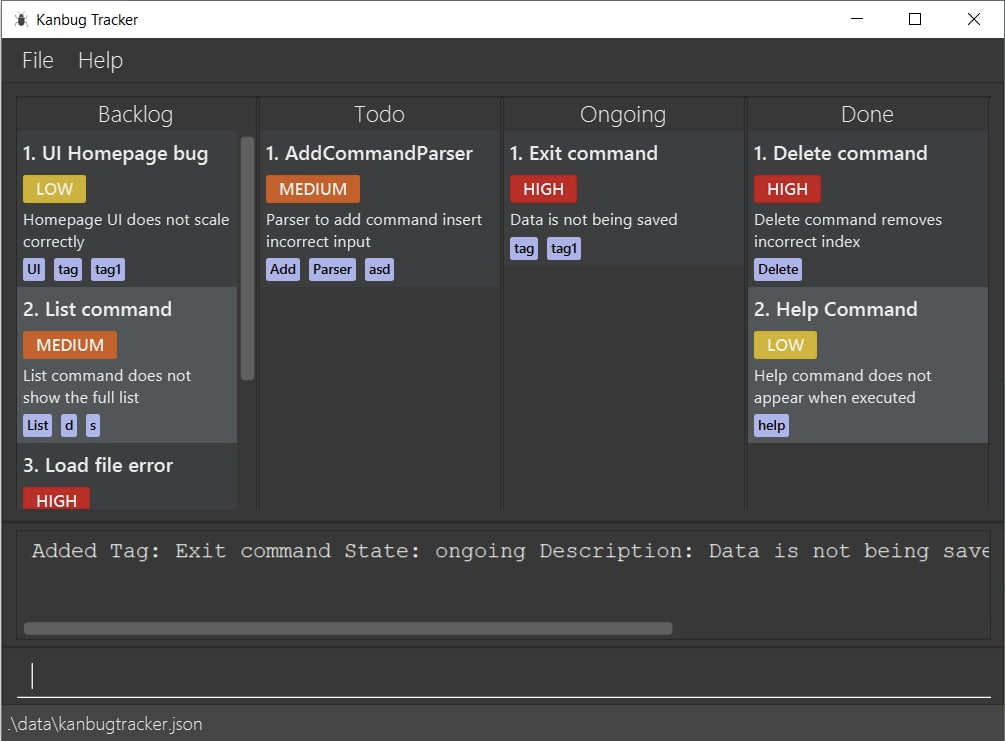 Kanbug Tracker
File Help
Backlog
1. UI Homepage bug
LOW
Homepage UI does not scale
correctly
UI tag tag1
2. List command
MEDIUM
List command does not
show the full list
List d s
3. Load file error
HIGH
Todo
1. AddCommandParser
MEDIUM
Parser to add command insert
incorrect input
Add Parser asd
Ongoing
1. Exit command
HIGH
Data is not being saved
tag tag1
Done
1. Delete command
HIGH
Delete command removes
incorrect index
Delete
2. Help Command
LOW
Help command does not
appear when executed
help
Added Tag: Exit command State: ongoing Description: Data is not being save
.\data\kanbugtracker.json